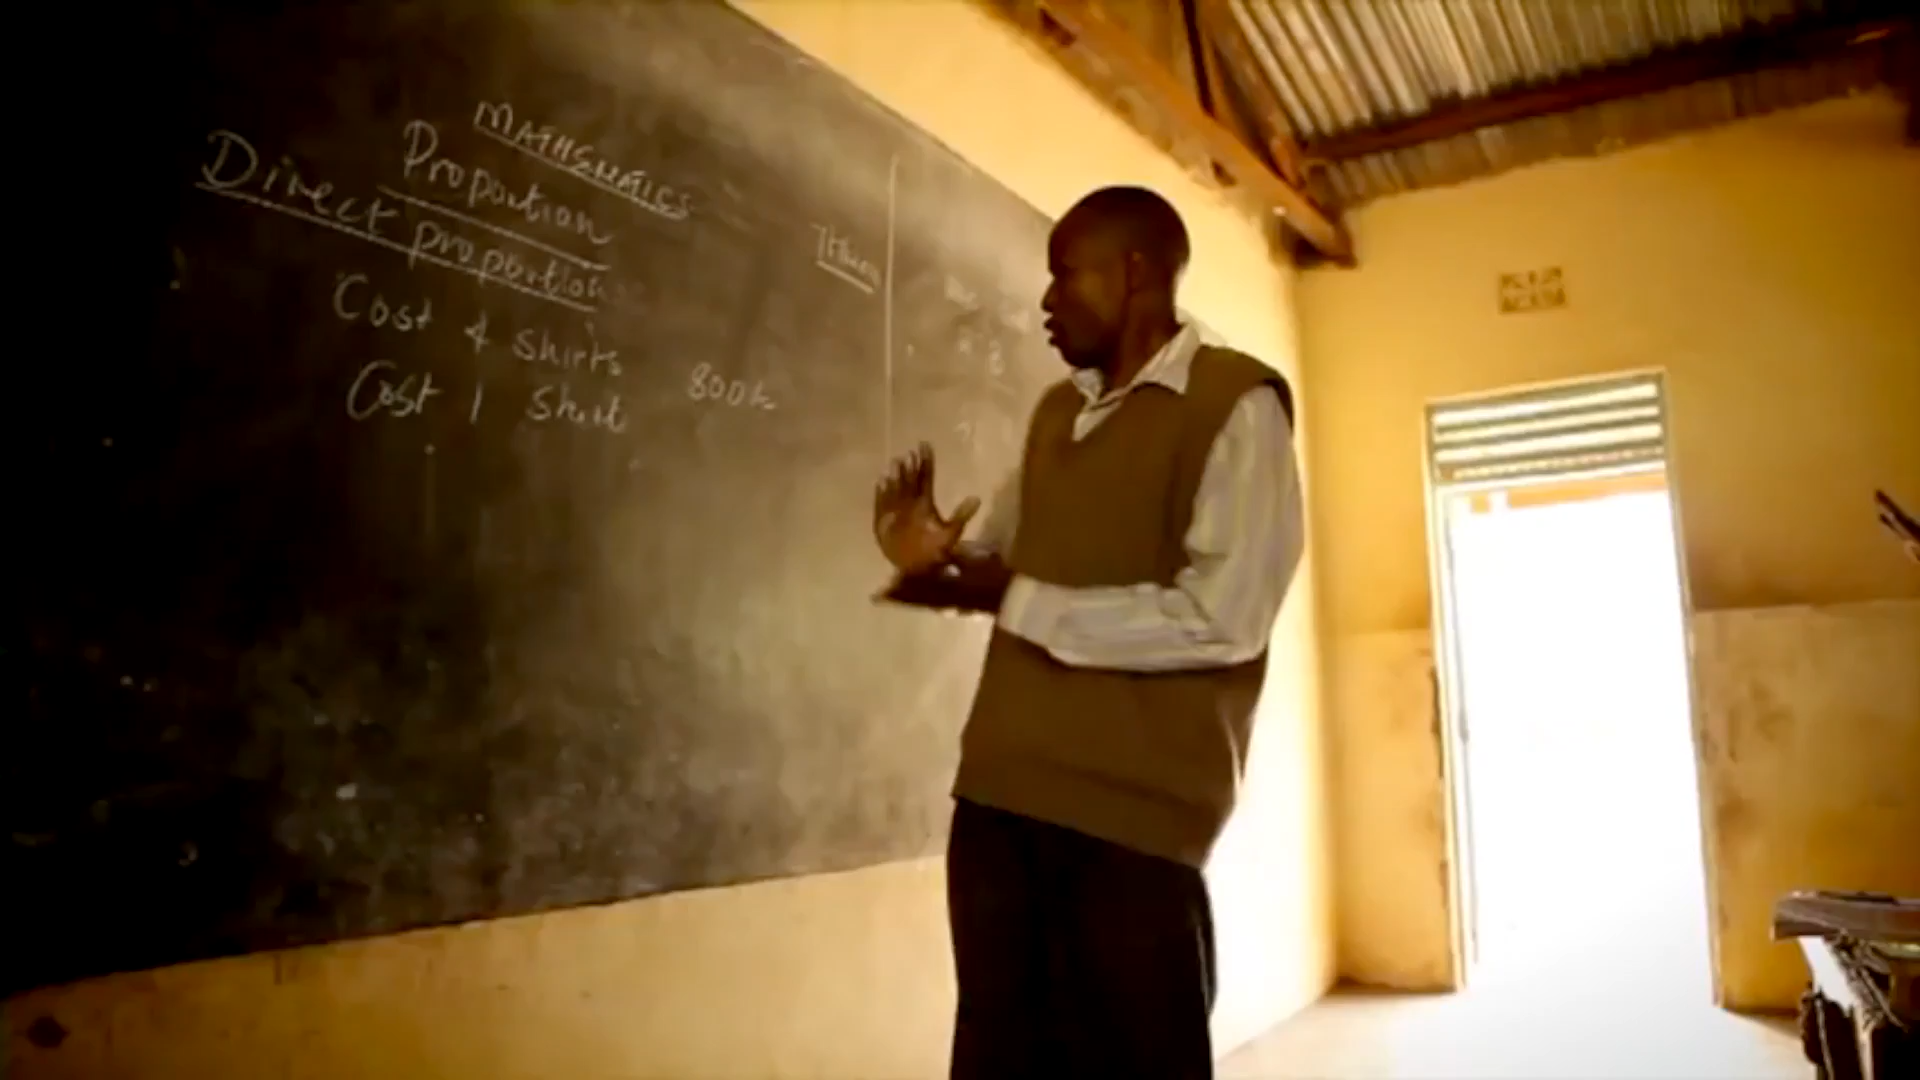 MATHEMATICS
Proportion
Direct proportion
Cost 4 shirts
Cost 1 Shirt 800/=